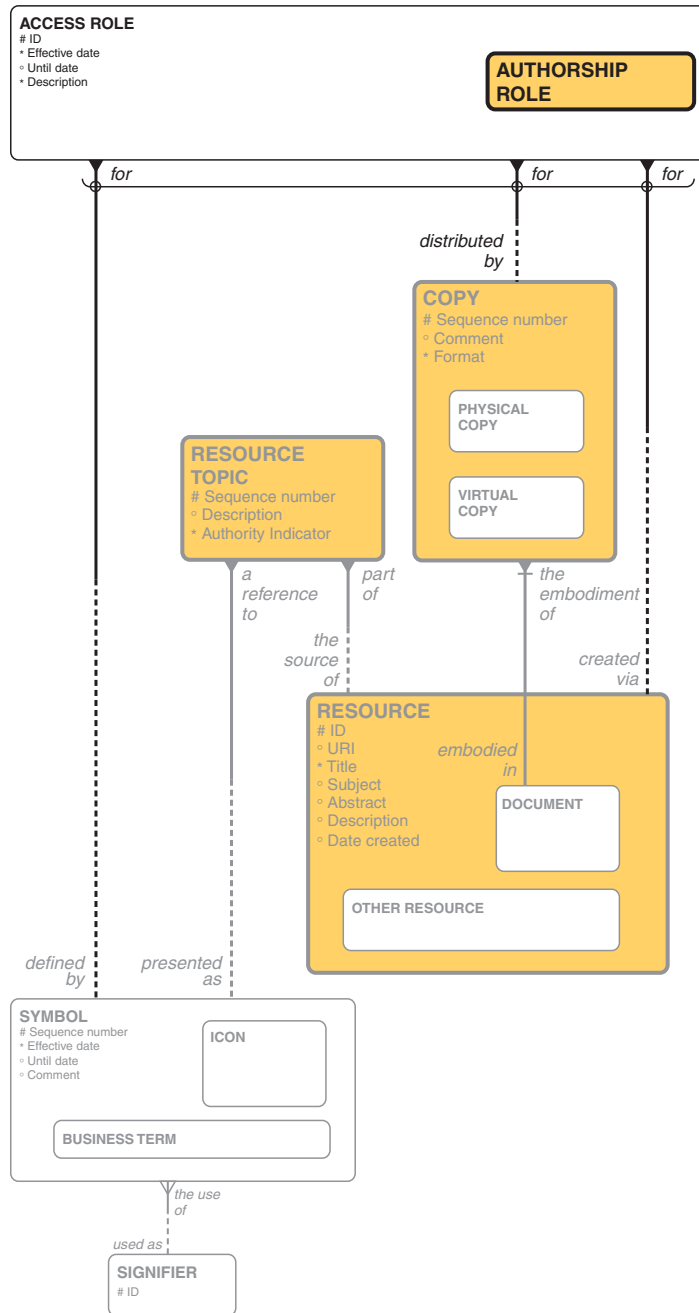 ACCESS ROLE
# ID
* Effective date
○ Until date
* Description
AUTHORSHIP
ROLE
for
for
for
distributed
by
COPY
# Sequence number
○ Comment
* Format
PHYSICAL
COPY
VIRTUAL
COPY
RESOURCE
TOPIC
# Sequence number
○ Description
* Authority Indicator
a
reference
to
part
of
the
embodiment
of
the
source
of
created
via
RESOURCE
# ID
○ URI
* Title
○ Subject
○ Abstract
○ Description
○ Date created
embodied
in
DOCUMENT
OTHER RESOURCE
defined
by
presented
as
SYMBOL
# Sequence number
* Effective date
○ Until date
○ Comment
ICON
BUSINESS TERM
the use
of
used as
SIGNIFIER
# ID